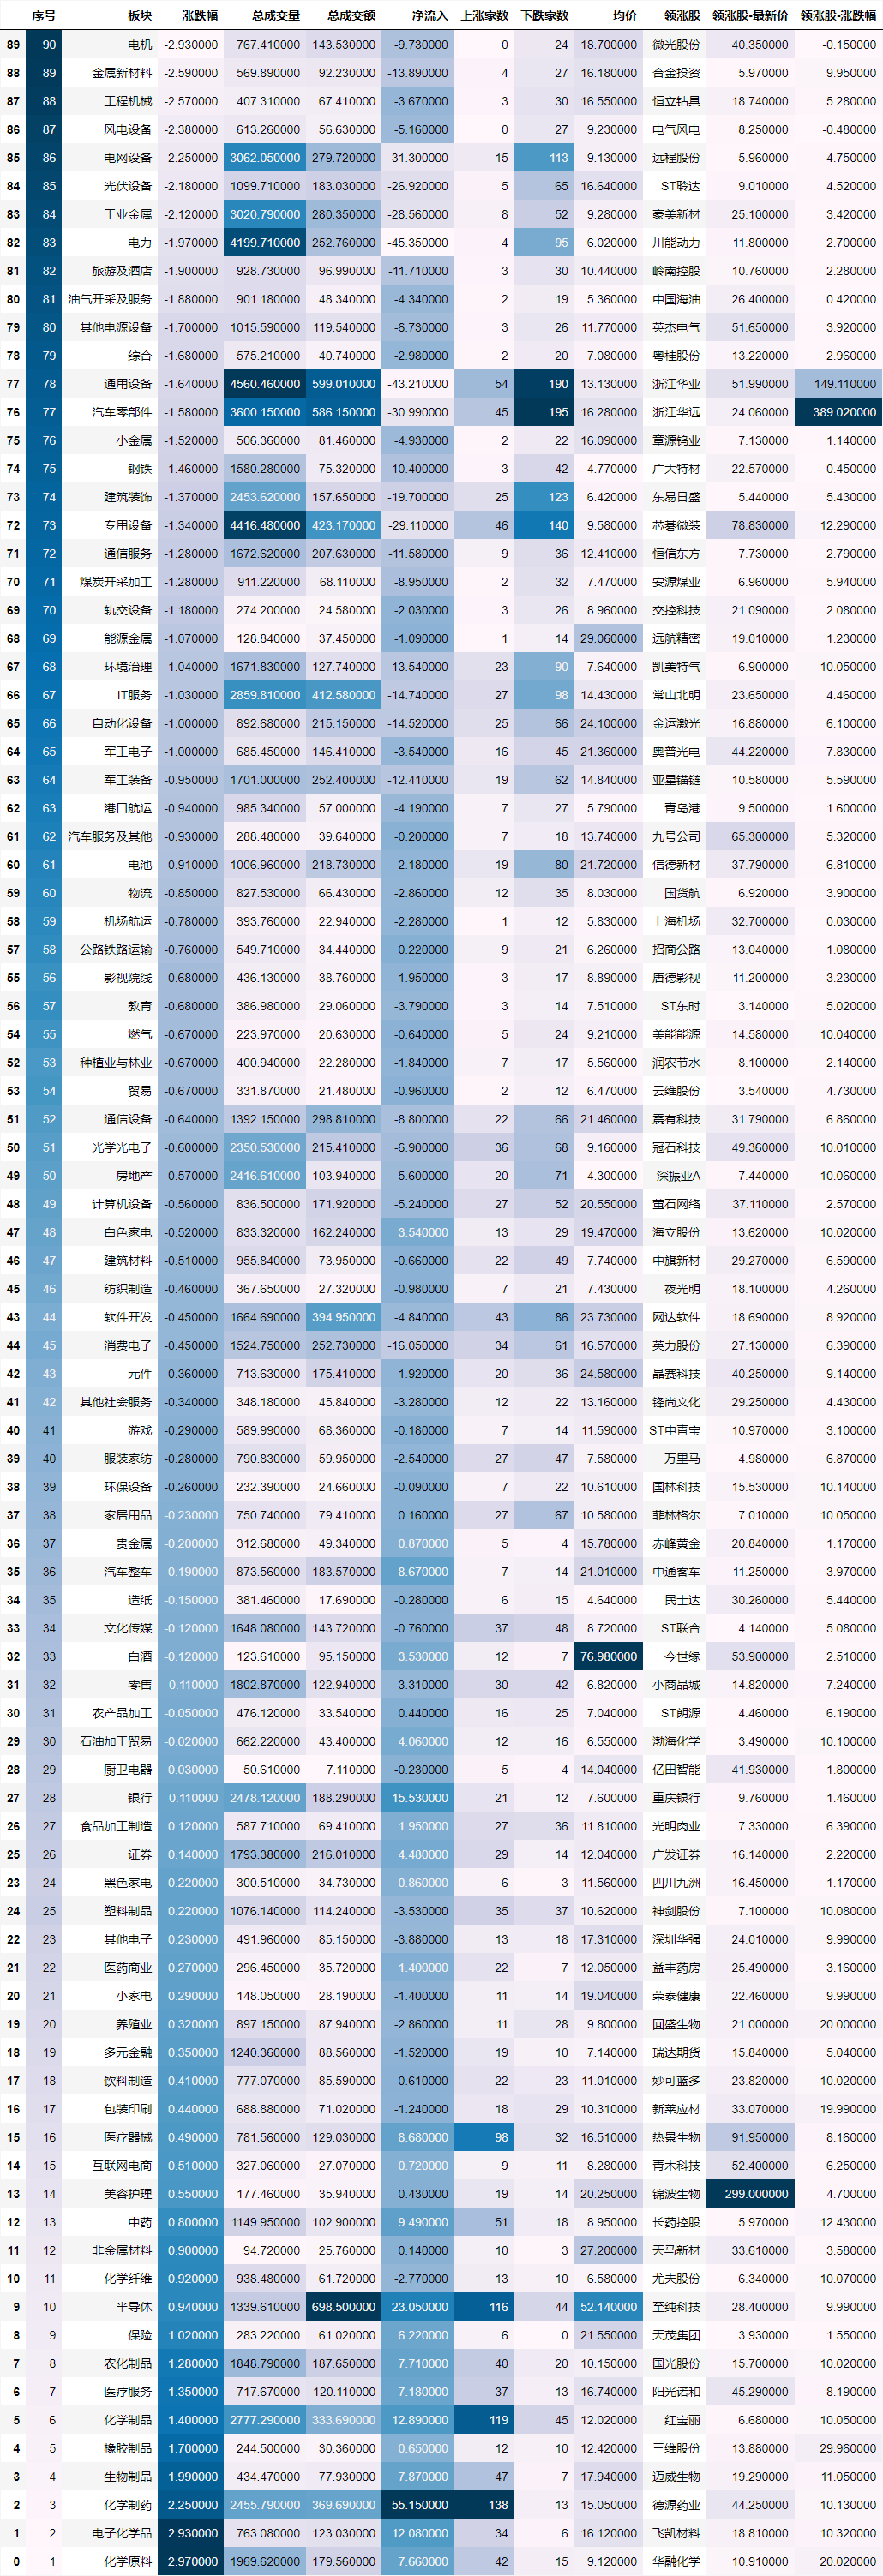 序号 板块 涨跌幅 总成交量 总成交额 净流入 上涨家数 下跌家数 均价 领涨股 领涨股-最新价 领涨股-涨跌幅
89 90 电机 -2.930000 767.410000 143.530000 -9.730000 0 24 18.700000 微光股份 40.350000 -0.150000
88 89 金属新材料 -2.590000 569.890000 92.230000 -13.890000 4 27 16.180000 合金投资 5.970000 9.950000
87 88 工程机械 -2.570000 407.310000 67.410000 -3.670000 3 30 16.550000 恒立钻具 18.740000 5.280000
86 87 风电设备 -2.380000 613.260000 56.630000 -5.160000 0 27 9.230000 电气风电 8.250000 -0.480000
85 86 电网设备 -2.250000 3062.050000 279.720000 -31.300000 15 113 9.130000 远程股份 5.960000 4.750000
84 85 光伏设备 -2.180000 1099.710000 183.030000 -26.920000 5 65 16.640000 ST聆达 9.010000 4.520000
83 84 工业金属 -2.120000 3020.790000 280.350000 -28.560000 8 52 9.280000 豪美新材 25.100000 3.420000
82 83 电力 -1.970000 4199.710000 252.760000 -45.350000 4 95 6.020000 川能动力 11.800000 2.700000
81 82 旅游及酒店 -1.900000 928.730000 96.990000 -11.710000 3 30 10.440000 岭南控股 10.760000 2.280000
80 81 油气开采及服务 -1.880000 901.180000 48.340000 -4.340000 2 19 5.360000 中国海油 26.400000 0.420000
79 80 其他电源设备 -1.700000 1015.590000 119.540000 -6.730000 3 26 11.770000 英杰电气 51.650000 3.920000
78 79 综合 -1.680000 575.210000 40.740000 -2.980000 2 20 7.080000 粤桂股份 13.220000 2.960000
77 78 通用设备 -1.640000 4560.460000 599.010000 -43.210000 54 190 13.130000 浙江华业 51.990000 149.110000
76 77 汽车零部件 -1.580000 3600.150000 586.150000 -30.990000 45 195 16.280000 浙江华远 24.060000 389.020000
75 76 小金属 -1.520000 506.360000 81.460000 -4.930000 2 22 16.090000 章源钨业 7.130000 1.140000
74 75 钢铁 -1.460000 1580.280000 75.320000 -10.400000 3 42 4.770000 广大特材 22.570000 0.450000
73 74 建筑装饰 -1.370000 2453.620000 157.650000 -19.700000 25 123 6.420000 东易日盛 5.440000 5.430000
72 73 专用设备 -1.340000 4416.480000 423.170000 -29.110000 46 140 9.580000 芯碁微装 78.830000 12.290000
71 72 通信服务 -1.280000 1672.620000 207.630000 -11.580000 9 36 12.410000 恒信东方 7.730000 2.790000
70 71 煤炭开采加工 -1.280000 911.220000 68.110000 -8.950000 2 32 7.470000 安源煤业 6.960000 5.940000
69 70 轨交设备 -1.180000 274.200000 24.580000 -2.030000 3 26 8.960000 交控科技 21.090000 2.080000
68 69 能源金属 -1.070000 128.840000 37.450000 -1.090000 1 14 29.060000 远航精密 19.010000 1.230000
67 68 环境治理 -1.040000 1671.830000 127.740000 -13.540000 23 90 7.640000 凯美特气 6.900000 10.050000
66 67 IT服务 -1.030000 2859.810000 412.580000 -14.740000 27 98 14.430000 常山北明 23.650000 4.460000
65 66 自动化设备 -1.000000 892.680000 215.150000 -14.520000 25 66 24.100000 金运激光 16.880000 6.100000
64 65 军工电子 -1.000000 685.450000 146.410000 -3.540000 16 45 21.360000 奥普光电 44.220000 7.830000
63 64 军工装备 -0.950000 1701.000000 252.400000 -12.410000 19 62 14.840000 亚星锚链 10.580000 5.590000
62 63 港口航运 -0.940000 985.340000 57.000000 -4.190000 7 27 5.790000 青岛港 9.500000 1.600000
61 62 汽车服务及其他 -0.930000 288.480000 39.640000 -0.200000 7 18 13.740000 九号公司 65.300000 5.320000
60 61 电池 -0.910000 1006.960000 218.730000 -2.180000 19 80 21.720000 信德新材 37.790000 6.810000
59 60 物流 -0.850000 827.530000 66.430000 -2.860000 12 35 8.030000 国货航 6.920000 3.900000
58 59 机场航运 -0.780000 393.760000 22.940000 -2.280000 1 12 5.830000 上海机场 32.700000 0.030000
57 58 公路铁路运输 -0.760000 549.710000 34.440000 0.220000 9 21 6.260000 招商公路 13.040000 1.080000
55 56 影视院线 -0.680000 436.130000 38.760000 -1.950000 3 17 8.890000 唐德影视 11.200000 3.230000
56 57 教育 -0.680000 386.980000 29.060000 -3.790000 3 14 7.510000 ST东时 3.140000 5.020000
54 55 燃气 -0.670000 223.970000 20.630000 -0.640000 5 24 9.210000 美能能源 14.580000 10.040000
52 53 种植业与林业 -0.670000 400.940000 22.280000 -1.840000 7 17 5.560000 润农节水 8.100000 2.140000
53 54 贸易 -0.670000 331.870000 21.480000 -0.960000 2 12 6.470000 云维股份 3.540000 4.730000
51 52 通信设备 -0.640000 1392.150000 298.810000 -8.800000 22 66 21.460000 震有科技 31.790000 6.860000
50 51 光学光电子 -0.600000 2350.530000 215.410000 -6.900000 36 68 9.160000 冠石科技 49.360000 10.010000
49 50 房地产 -0.570000 2416.610000 103.940000 -5.600000 20 71 4.300000 深振业A 7.440000 10.060000
48 49 计算机设备 -0.560000 836.500000 171.920000 -5.240000 27 52 20.550000 萤石网络 37.110000 2.570000
47 48 白色家电 -0.520000 833.320000 162.240000 3.540000 13 29 19.470000 海立股份 13.620000 10.020000
46 47 建筑材料 -0.510000 955.840000 73.950000 -0.660000 22 49 7.740000 中旗新材 29.270000 6.590000
45 46 纺织制造 -0.460000 367.650000 27.320000 -0.980000 7 21 7.430000 夜光明 18.100000 4.260000
43 44 软件开发 -0.450000 1664.690000 394.950000 -4.840000 43 86 23.730000 网达软件 18.690000 8.920000
44 45 消费电子 -0.450000 1524.750000 252.730000 -16.050000 34 61 16.570000 英力股份 27.130000 6.390000
42 43 元件 -0.360000 713.630000 175.410000 -1.920000 20 36 24.580000 晶赛科技 40.250000 9.140000
41 42 其他社会服务 -0.340000 348.180000 45.840000 -3.280000 12 22 13.160000 锋尚文化 29.250000 4.430000
40 41 游戏 -0.290000 589.990000 68.360000 -0.180000 7 14 11.590000 ST中青宝 10.970000 3.100000
39 40 服装家纺 -0.280000 790.830000 59.950000 -2.540000 27 47 7.580000 万里马 4.980000 6.870000
38 39 环保设备 -0.260000 232.390000 24.660000 -0.090000 7 22 10.610000 国林科技 15.530000 10.140000
37 38 家居用品 -0.230000 750.740000 79.410000 0.160000 27 67 10.580000 菲林格尔 7.010000 10.050000
36 37 贵金属 -0.200000 312.680000 49.340000 0.870000 5 4 15.780000 赤峰黄金 20.840000 1.170000
35 36 汽车整车 -0.190000 873.560000 183.570000 8.670000 7 14 21.010000 中通客车 11.250000 3.970000
34 35 造纸 -0.150000 381.460000 17.690000 -0.280000 6 15 4.640000 民士达 30.260000 5.440000
33 34 文化传媒 -0.120000 1648.080000 143.720000 -0.760000 37 48 8.720000 ST联合 4.140000 5.080000
32 33 白酒 -0.120000 123.610000 95.150000 3.530000 12 7 76.980000 今世缘 53.900000 2.510000
31 32 零售 -0.110000 1802.870000 122.940000 -3.310000 30 42 6.820000 小商品城 14.820000 7.240000
30 31 农产品加工 -0.050000 476.120000 33.540000 0.440000 16 25 7.040000 ST朗源 4.460000 6.190000
29 30 石油加工贸易 -0.020000 662.220000 43.400000 4.060000 12 16 6.550000 渤海化学 3.490000 10.100000
28 29 厨卫电器 0.030000 50.610000 7.110000 -0.230000 5 4 14.040000 亿田智能 41.930000 1.800000
27 28 银行 0.110000 2478.120000 188.290000 15.530000 21 12 7.600000 重庆银行 9.760000 1.460000
26 27 食品加工制造 0.120000 587.710000 69.410000 1.950000 27 36 11.810000 光明肉业 7.330000 6.390000
25 26 证券 0.140000 1793.380000 216.010000 4.480000 29 14 12.040000 广发证券 16.140000 2.220000
23 24 黑色家电 0.220000 300.510000 34.730000 0.860000 6 3 11.560000 四川九洲 16.450000 1.170000
24 25 塑料制品 0.220000 1076.140000 114.240000 -3.530000 35 37 10.620000 神剑股份 7.100000 10.080000
22 23 其他电子 0.230000 491.960000 85.150000 -3.880000 13 18 17.310000 深圳华强 24.010000 9.990000
21 22 医药商业 0.270000 296.450000 35.720000 1.400000 22 7 12.050000 益丰药房 25.490000 3.160000
20 21 小家电 0.290000 148.050000 28.190000 -1.400000 11 14 19.040000 荣泰健康 22.460000 9.990000
19 20 养殖业 0.320000 897.150000 87.940000 -2.860000 11 28 9.800000 回盛生物 21.000000 20.000000
18 19 多元金融 0.350000 1240.360000 88.560000 -1.520000 19 10 7.140000 瑞达期货 15.840000 5.040000
17 18 饮料制造 0.410000 777.070000 85.590000 -0.610000 22 23 11.010000 妙可蓝多 23.820000 10.020000
16 17 包装印刷 0.440000 688.880000 71.020000 -1.240000 18 29 10.310000 新莱应材 33.070000 19.990000
15 16 医疗器械 0.490000 781.560000 129.030000 8.680000 98 32 16.510000 热景生物 91.950000 8.160000
14 15 互联网电商 0.510000 327.060000 27.070000 0.720000 9 11 8.280000 青木科技 52.400000 6.250000
13 14 美容护理 0.550000 177.460000 35.940000 0.430000 19 14 20.250000 锦波生物 299.000000 4.700000
12 13 中药 0.800000 1149.950000 102.900000 9.490000 51 18 8.950000 长药控股 5.970000 12.430000
11 12 非金属材料 0.900000 94.720000 25.760000 0.140000 10 3 27.200000 天马新材 33.610000 3.580000
10 11 化学纤维 0.920000 938.480000 61.720000 -2.770000 13 10 6.580000 尤夫股份 6.340000 10.070000
9 10 半导体 0.940000 1339.610000 698.500000 23.050000 116 44 52.140000 至纯科技 28.400000 9.990000
8 9 保险 1.020000 283.220000 61.020000 6.220000 6 0 21.550000 天茂集团 3.930000 1.550000
7 8 农化制品 1.280000 1848.790000 187.650000 7.710000 40 20 10.150000 国光股份 15.700000 10.020000
6 7 医疗服务 1.350000 717.670000 120.110000 7.180000 37 13 16.740000 阳光诺和 45.290000 8.190000
5 6 化学制品 1.400000 2777.290000 333.690000 12.890000 119 45 12.020000 红宝丽 6.680000 10.050000
4 5 橡胶制品 1.700000 244.500000 30.360000 0.650000 12 10 12.420000 三维股份 13.880000 29.960000
3 4 生物制品 1.990000 434.470000 77.930000 7.870000 47 7 17.940000 迈威生物 19.290000 11.050000
2 3 化学制药 2.250000 2455.790000 369.690000 55.150000 138 13 15.050000 德源药业 44.250000 10.130000
1 2 电子化学品 2.930000 763.080000 123.030000 12.080000 34 6 16.120000 飞凯材料 18.810000 10.320000
0 1 化学原料 2.970000 1969.620000 179.560000 7.660000 42 15 9.120000 华融化学 10.910000 20.020000